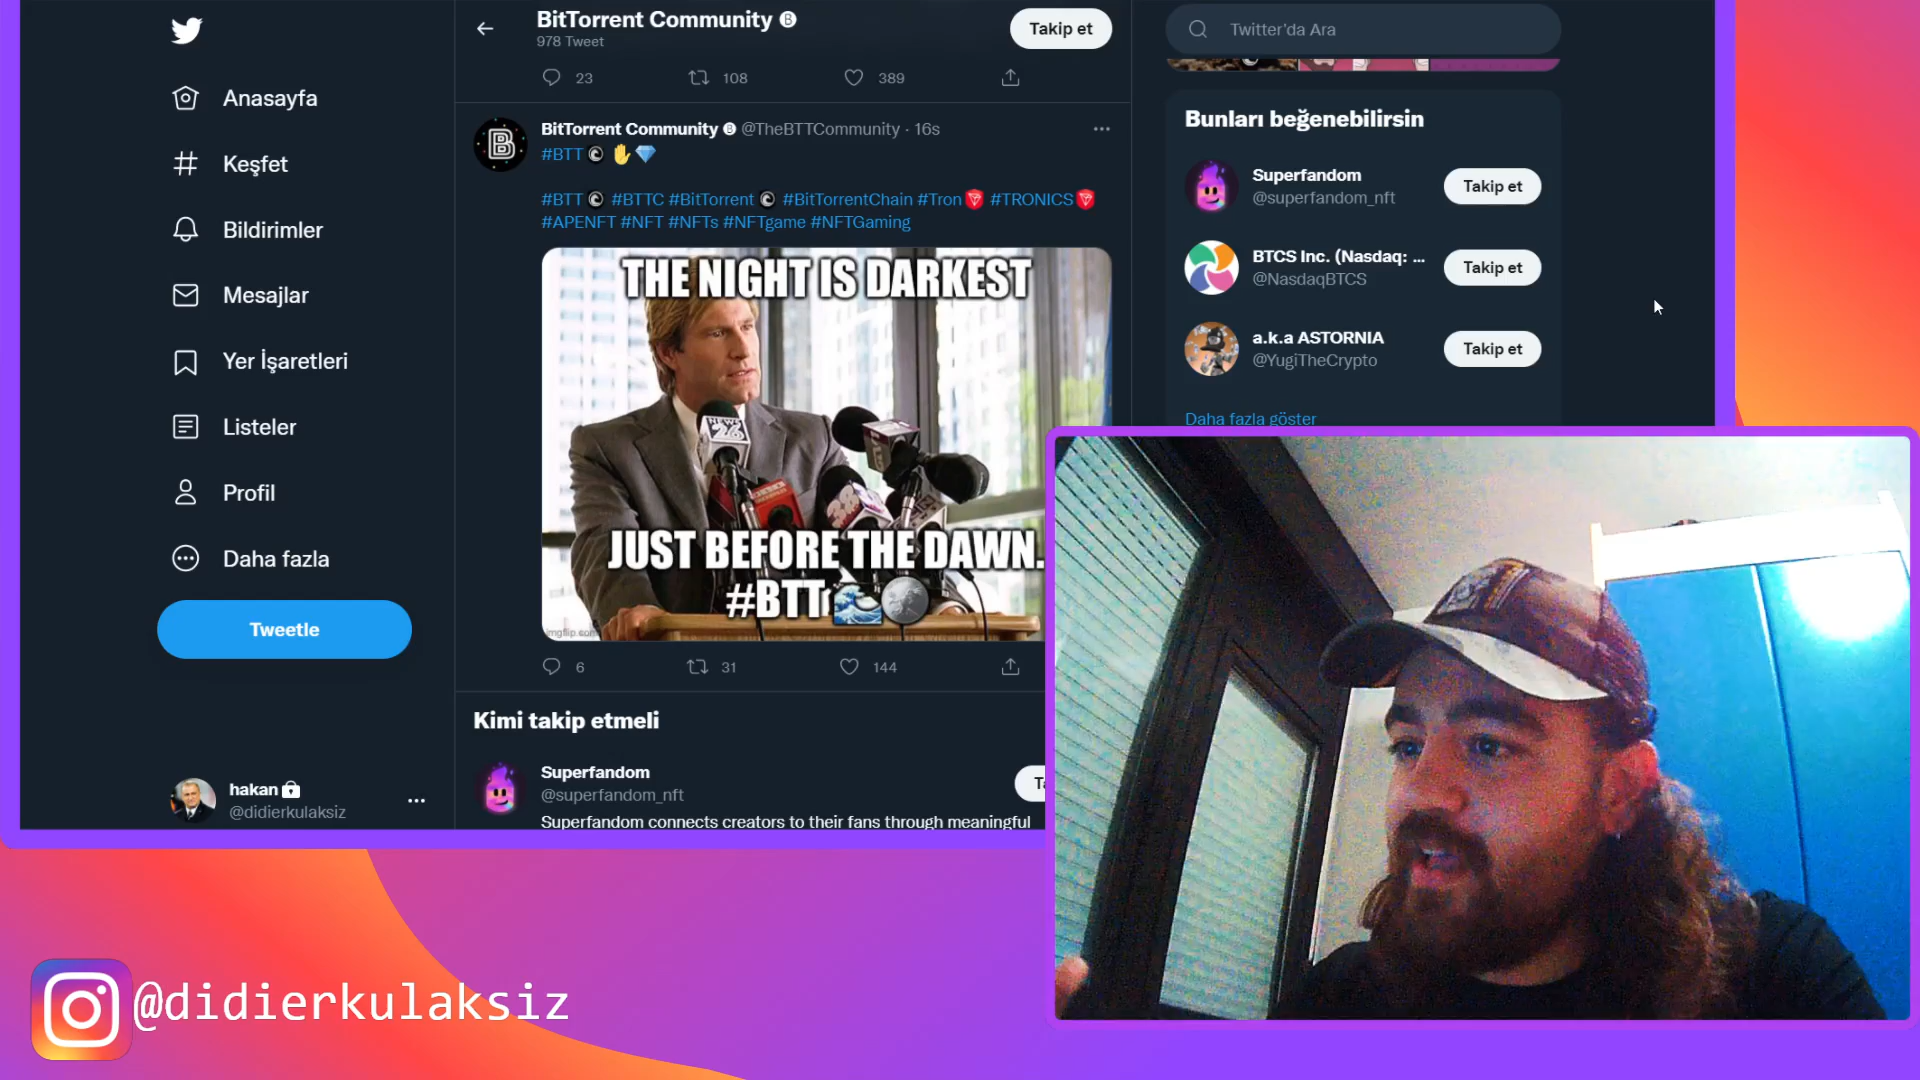 BitTorrent Community
978 Tweet
Takip et
Twitter'da Ara
23
108
389
Anasayfa
Keşfet
Bildirimler
Mesajlar
Yer İşaretleri
Listeler
Profil
Daha fazla
Tweetle
hakan
@didierkulaksiz
BitTorrent Community @TheBTTCommunity · 16s
#BTT
#BTT #BTTC #BitTorrent #BitTorrentChain #Tron #TRONICS
#APENFT #NFT #NFTs #NFTgame #NFTGaming
THE NIGHT IS DARKEST
NEWS
26
JUST BEFORE THE DAWN.
#BTT
imgflip.com
6
31
144
Kimi takip etmeli
Superfandom
@superfandom_nft
Superfandom connects creators to their fans through meaningful
Bunları beğenebilirsin
Superfandom
@superfandom_nft
Takip et
BTCS Inc. (Nasdaq: ...
@NasdaqBTCS
Takip et
a.k.a ASTORNIA
@YugiTheCrypto
Takip et
Daha fazla göster
@didierkulaksiz